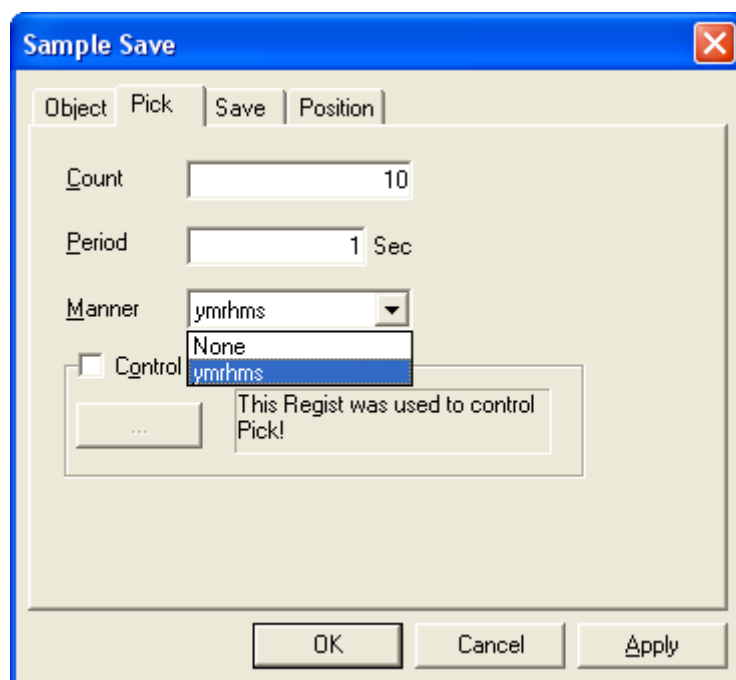 Sample Save
Object Pick Save Position
Count 10
Period 1 Sec
Manner ymrhms
None
ymrhms
Control
... This Regist was used to control
Pick!
OK Cancel Apply